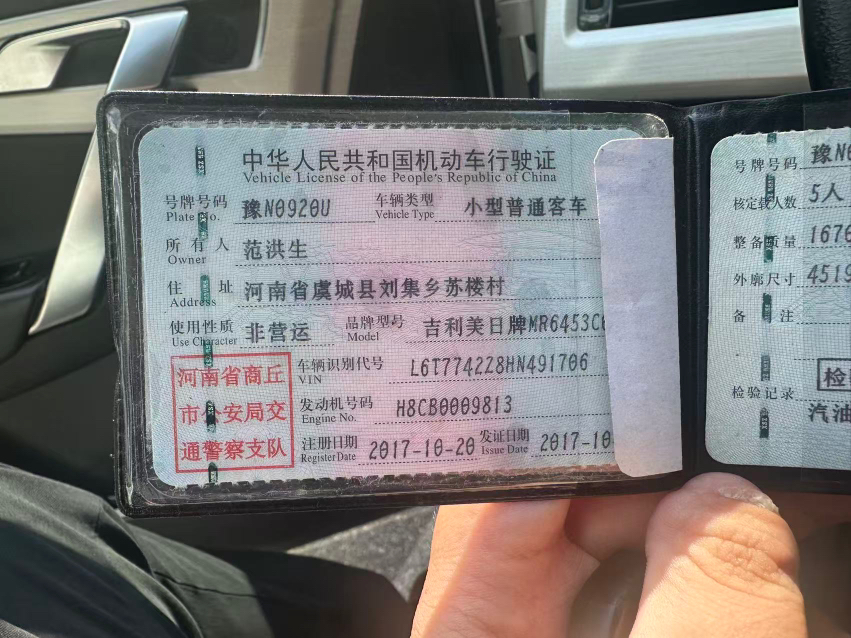 中华人民共和国机动车行驶证
Vehicle License of the People's Republic of China
号牌号码 豫N0920U 车辆类型 小型普通客车
Plate No. Vehicle Type
所有人 范洪生
Owner
住址 河南省虞城县刘集乡苏楼村
Address
使用性质 非营运 品牌型号 吉利美日牌MR6453C
Use Character Model
河南省商丘
市公安局交
通警察支队
车辆识别代号 L6T7742Z8HN491706
VIN
发动机号码 H8CB0009813
Engine No.
注册日期 2017-10-20 发证日期 2017-10
Register Date Issue Date
号牌号码 豫N0
核定载人数 5人
整备质量 1676
外廓尺寸 4519
备注
检验记录 检
汽油